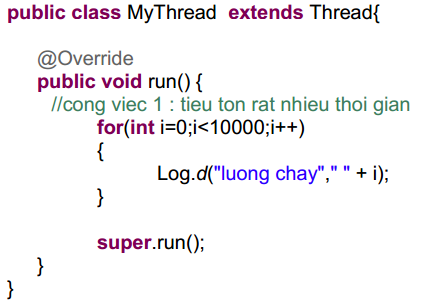 public class MyThread  extends Thread{
@Override
public void run() {
//cong viec 1 : tieu ton rat nhieu thoi gian
for(int i=0;i<10000;i++)
{
Log.d("luong chay"," " + i);
}
super.run();
}
}